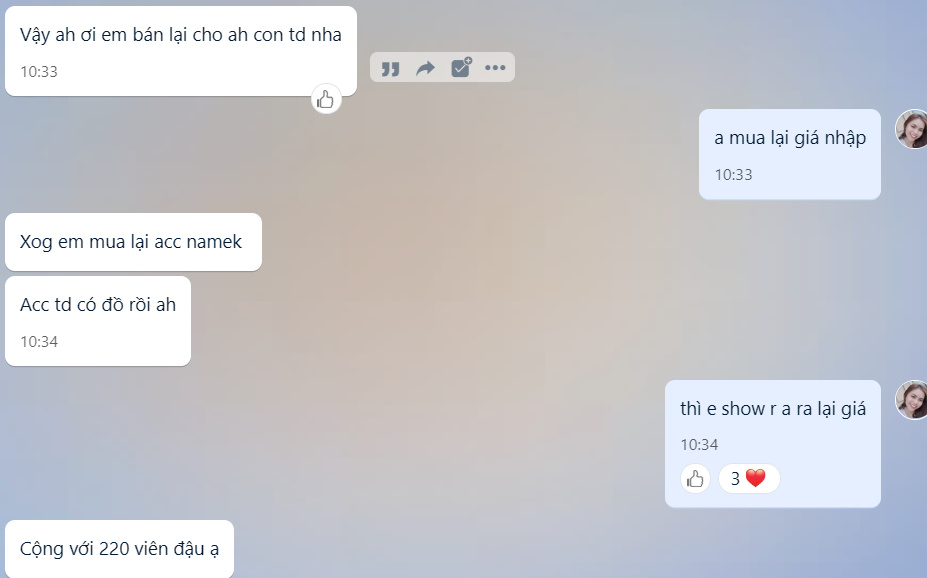 Vậy ah ơi em bán lại cho ah con td nha
10:33
a mua lại giá nhập
10:33
Xog em mua lại acc namek
Acc td có đồ rồi ah
10:34
thì e show r a ra lại giá
10:34
3
Cộng với 220 viên đậu ạ